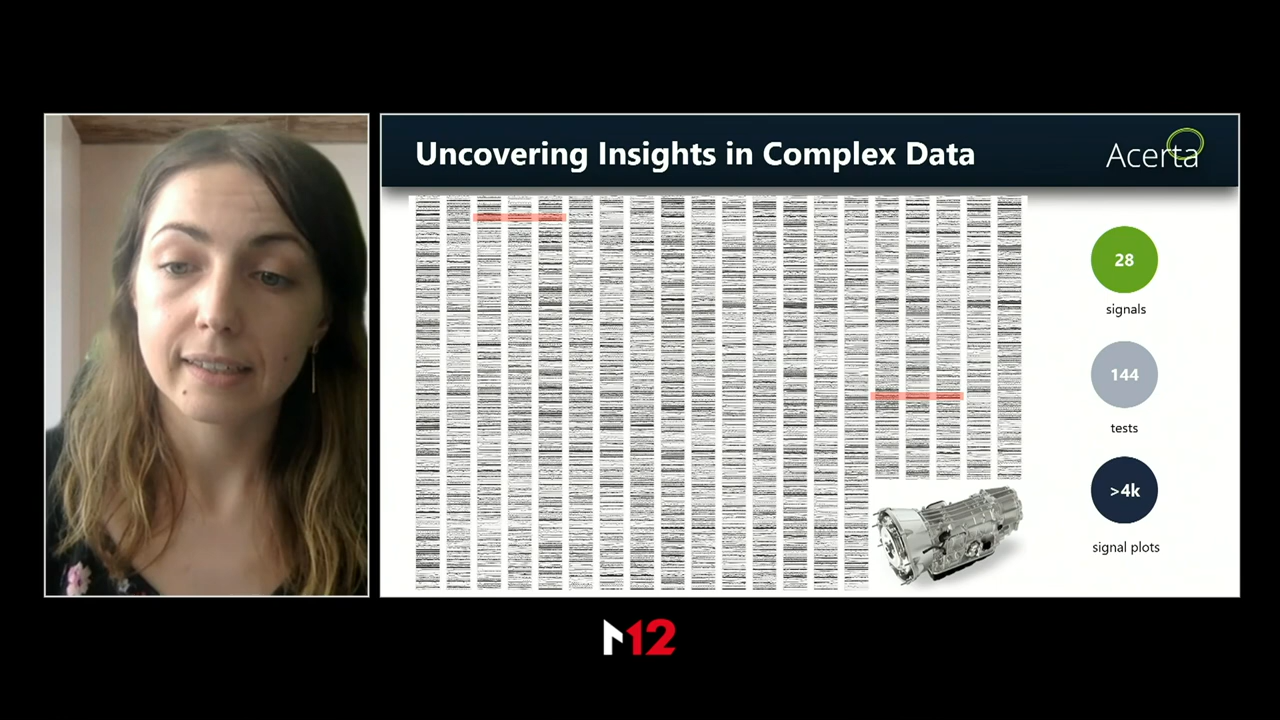 Uncovering Insights in Complex Data
Acerta
28
signals
144
tests
>4k
signal plots
M12